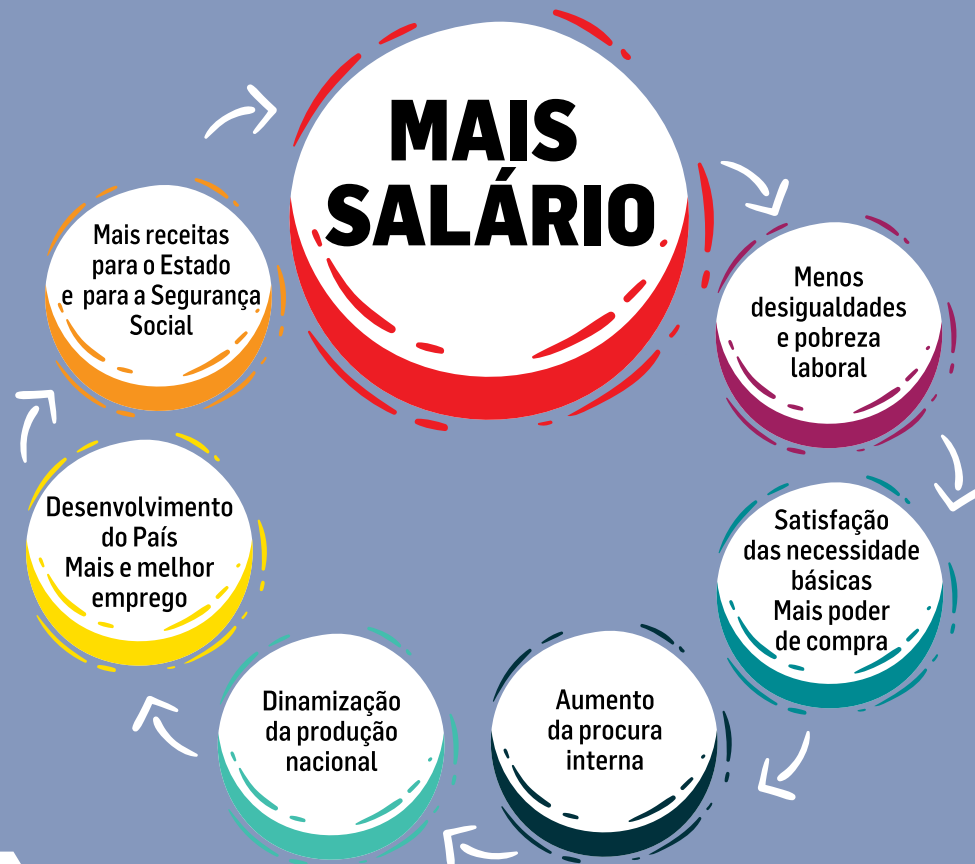 MAIS
SALÁRIO
Menos
desigualdades
e pobreza
laboral
Satisfação
das necessidade
básicas
Mais poder
de compra
Aumento
da procura
interna
Dinamização
da produção
nacional
Desenvolvimento
do País
Mais e melhor
emprego
Mais receitas
para o Estado
e para a Segurança
Social